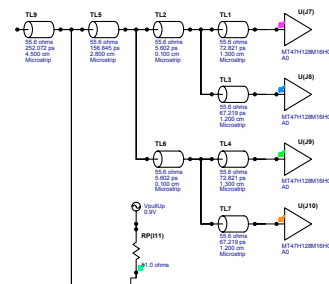 TL9
55.6 ohms
252.072 ps
4.500 cm
Microstrip
TL5
55.6 ohms
156.845 ps
2.800 cm
Microstrip
TL2
55.6 ohms
5.602 ps
0.100 cm
Microstrip
TL1
55.6 ohms
72.821 ps
1.300 cm
Microstrip
U(J7)
MT47H128M16HG
A0
TL3
55.6 ohms
67.219 ps
1.200 cm
Microstrip
U(J8)
MT47H128M16HG
A0
TL6
55.6 ohms
5.602 ps
0.100 cm
Microstrip
TL4
55.6 ohms
72.821 ps
1.300 cm
Microstrip
U(J9)
MT47H128M16HG
A0
TL7
55.6 ohms
67.219 ps
1.200 cm
Microstrip
U(J10)
MT47H128M16HG
A0
VpullUp
0.9V
RP(I11)
51.0 ohms